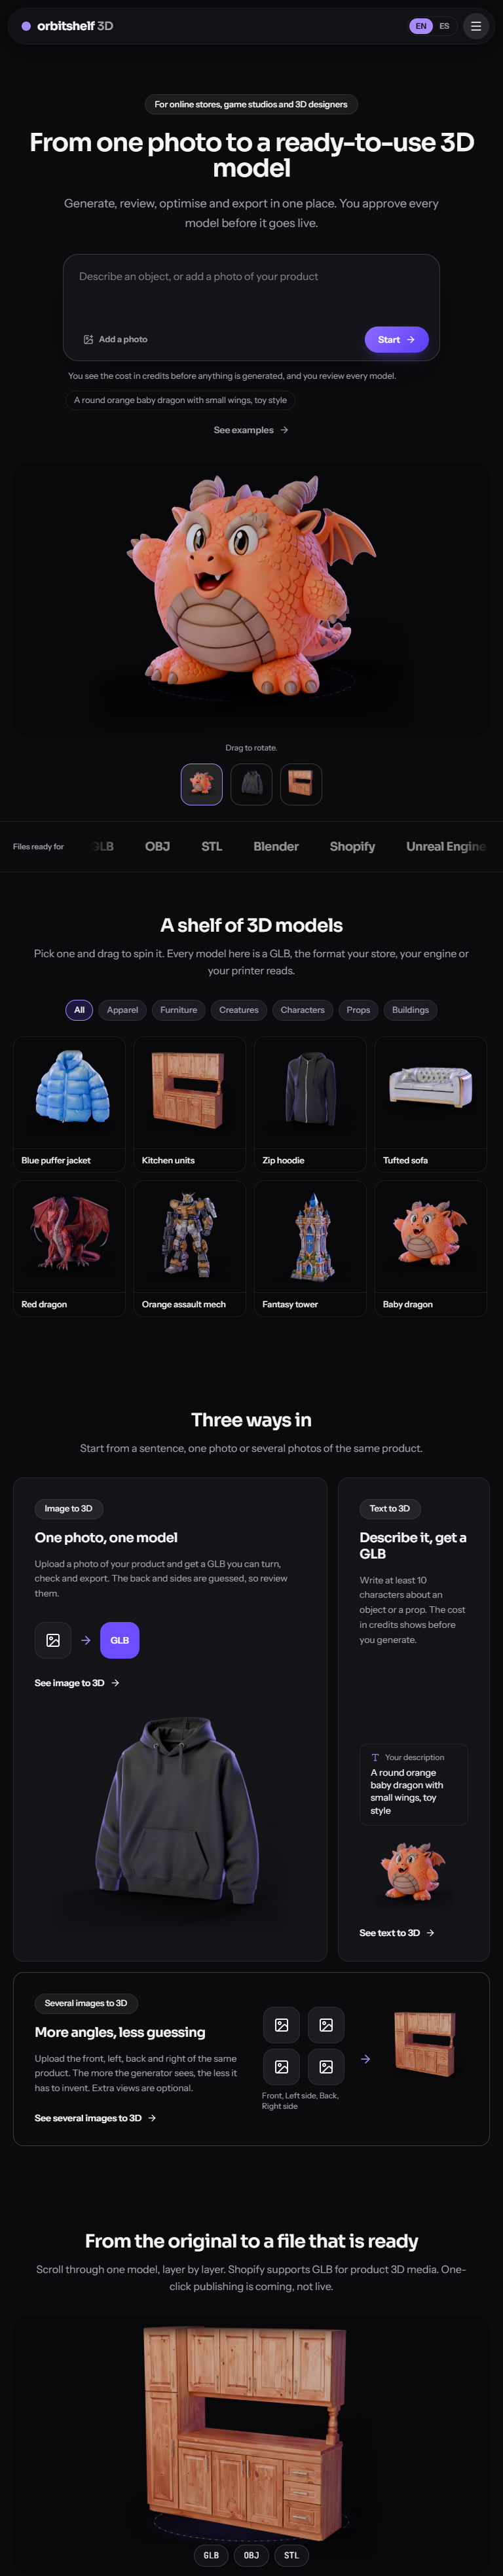 orbitshelf 3D
EN ES
For online stores, game studios and 3D designers
From one photo to a ready-to-use 3D
model
Generate, review, optimise and export in one place. You approve every
model before it goes live.
Describe an object, or add a photo of your product
Add a photo
Start
You see the cost in credits before anything is generated, and you review every model.
A round orange baby dragon with small wings, toy style
See examples
Drag to rotate.
Files ready for GLB OBJ STL Blender Shopify Unreal Engine
A shelf of 3D models
Pick one and drag to spin it. Every model here is a GLB, the format your store, your engine or
your printer reads.
All Apparel Furniture Creatures Characters Props Buildings
Blue puffer jacket
Kitchen units
Zip hoodie
Tufted sofa
Red dragon
Orange assault mech
Fantasy tower
Baby dragon
Three ways in
Start from a sentence, one photo or several photos of the same product.
Image to 3D
One photo, one model
Upload a photo of your product and get a GLB you can turn,
check and export. The back and sides are guessed, so review
them.
GLB
See image to 3D
Text to 3D
Describe it, get a
GLB
Write at least 10
characters about an
object or a prop. The cost
in credits shows before
you generate.
Your description
A round orange
baby dragon with
small wings, toy
style
See text to 3D
Several images to 3D
More angles, less guessing
Upload the front, left, back and right of the same
product. The more the generator sees, the less it
has to invent. Extra views are optional.
See several images to 3D
Front, Left side, Back,
Right side
From the original to a file that is ready
Scroll through one model, layer by layer. Shopify supports GLB for product 3D media. One-
click publishing is coming, not live.
GLB OBJ STL